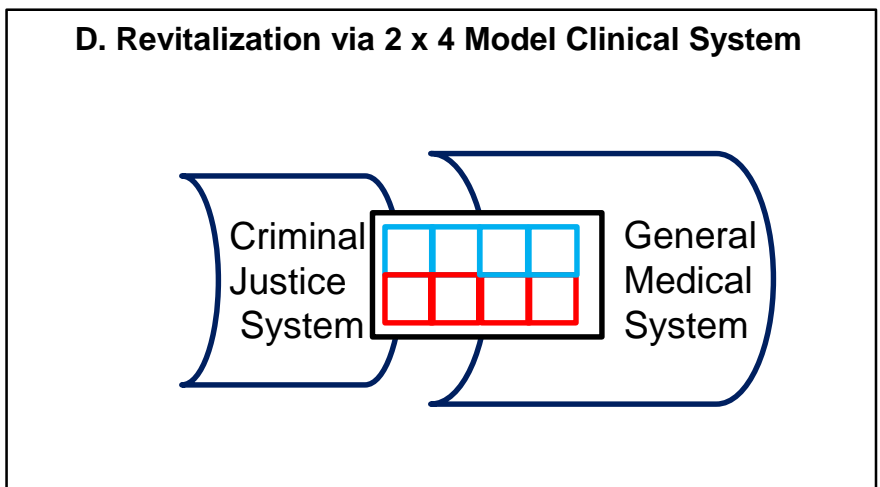 D. Revitalization via 2 x 4 Model Clinical System
Criminal
Justice
System
General
Medical
System